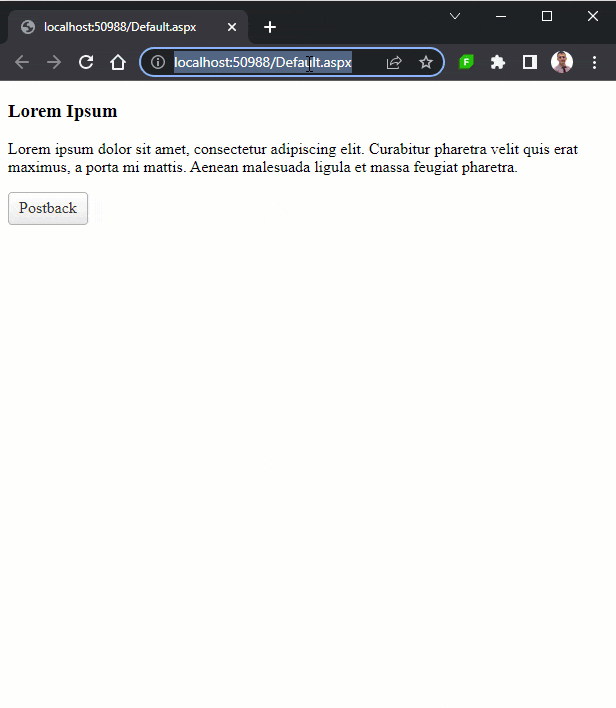 localhost:50988/Default.aspx
localhost:50988/Default.aspx
F
Lorem Ipsum
Lorem ipsum dolor sit amet, consectetur adipiscing elit. Curabitur pharetra velit quis erat
maximus, a porta mi mattis. Aenean malesuada ligula et massa feugiat pharetra.
Postback